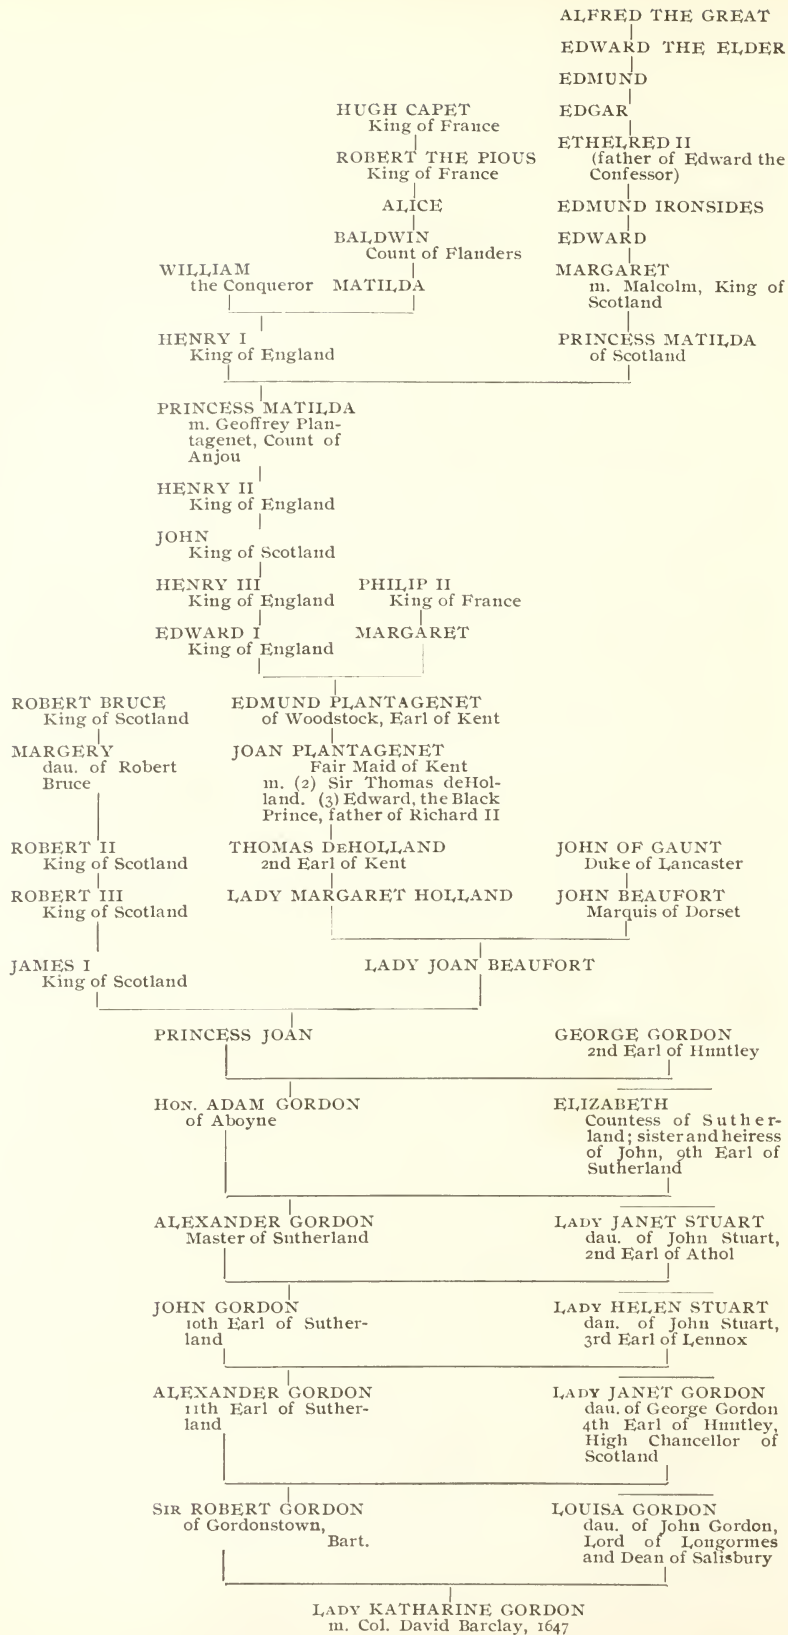 ALFRED THE GREAT
EDWARD THE ELDER
EDMUND
HUGH CAPET
King of France
EDGAR
ROBERT THE PIOUS
King of France
ETHELRED II
(father of Edward the
Confessor)
ALICE
EDMUND IRONSIDES
BALDWIN
Count of Flanders
EDWARD
WILLIAM
the Conqueror
MATILDA
MARGARET
m. Malcolm, King of
Scotland
HENRY I
King of England
PRINCESS MATILDA
of Scotland
PRINCESS MATILDA
m. Geoffrey Plan-
tagenet, Count of
Anjou
HENRY II
King of England
JOHN
King of Scotland
HENRY III
King of England
PHILIP II
King of France
EDWARD I
King of England
MARGARET
ROBERT BRUCE
King of Scotland
EDMUND PLANTAGENET
of Woodstock, Earl of Kent
MARGERY
dau. of Robert
Bruce
JOAN PLANTAGENET
Fair Maid of Kent
m. (2) Sir Thomas deHol-
land. (3) Edward, the Black
Prince, father of Richard II
ROBERT II
King of Scotland
THOMAS DEHOLLAND
2nd Earl of Kent
JOHN OF GAUNT
Duke of Lancaster
ROBERT III
King of Scotland
LADY MARGARET HOLLAND
JOHN BEAUFORT
Marquis of Dorset
JAMES I
King of Scotland
LADY JOAN BEAUFORT
PRINCESS JOAN
GEORGE GORDON
2nd Earl of Huntley
HON. ADAM GORDON
of Aboyne
ELIZABETH
Countess of Suther-
land; sister and heiress
of John, 9th Earl of
Sutherland
ALEXANDER GORDON
Master of Sutherland
LADY JANET STUART
dau. of John Stuart,
2nd Earl of Athol
JOHN GORDON
10th Earl of Suther-
land
LADY HELEN STUART
dau. of John Stuart,
3rd Earl of Lennox
ALEXANDER GORDON
11th Earl of Suther-
land
LADY JANET GORDON
dau. of George Gordon
4th Earl of Huntley,
High Chancellor of
Scotland
SIR ROBERT GORDON
of Gordonstown,
Bart.
LOUISA GORDON
dau. of John Gordon,
Lord of Longormes
and Dean of Salisbury
LADY KATHARINE GORDON
m. Col. David Barclay, 1647